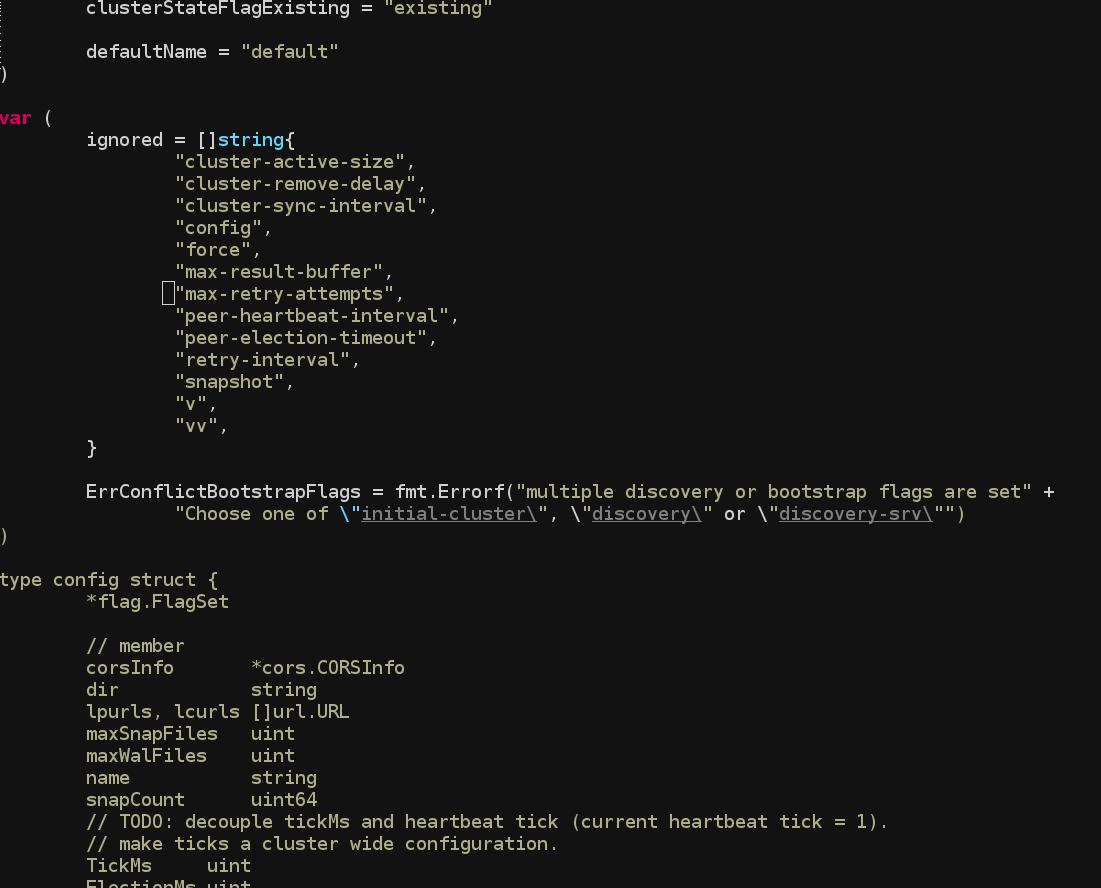 clusterStateFlagExisting = "existing"

        defaultName = "default"
)

var (
        ignored = []string{
                "cluster-active-size",
                "cluster-remove-delay",
                "cluster-sync-interval",
                "config",
                "force",
                "max-result-buffer",
                "max-retry-attempts",
                "peer-heartbeat-interval",
                "peer-election-timeout",
                "retry-interval",
                "snapshot",
                "v",
                "vv",
        }

        ErrConflictBootstrapFlags = fmt.Errorf("multiple discovery or bootstrap flags are set" +
                "Choose one of \"initial-cluster\", \"discovery\" or \"discovery-srv\"")
)

type config struct {
        *flag.FlagSet

        // member
        corsInfo       *cors.CORSInfo
        dir            string
        lpurls, lcurls []url.URL
        maxSnapFiles   uint
        maxWalFiles    uint
        name           string
        snapCount      uint64
        // TODO: decouple tickMs and heartbeat tick (current heartbeat tick = 1).
        // make ticks a cluster wide configuration.
        TickMs     uint
        ElectionMs uint